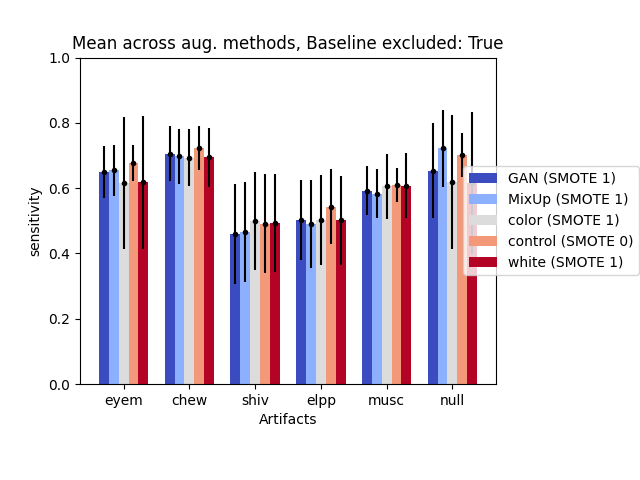 Mean across aug. methods, Baseline excluded: True
1.0
0.8
0.6
0.4
0.2
0.0
sensitivity
eyem chew shiv elpp musc null
Artifacts
GAN (SMOTE 1)
MixUp (SMOTE 1)
color (SMOTE 1)
control (SMOTE 0)
white (SMOTE 1)